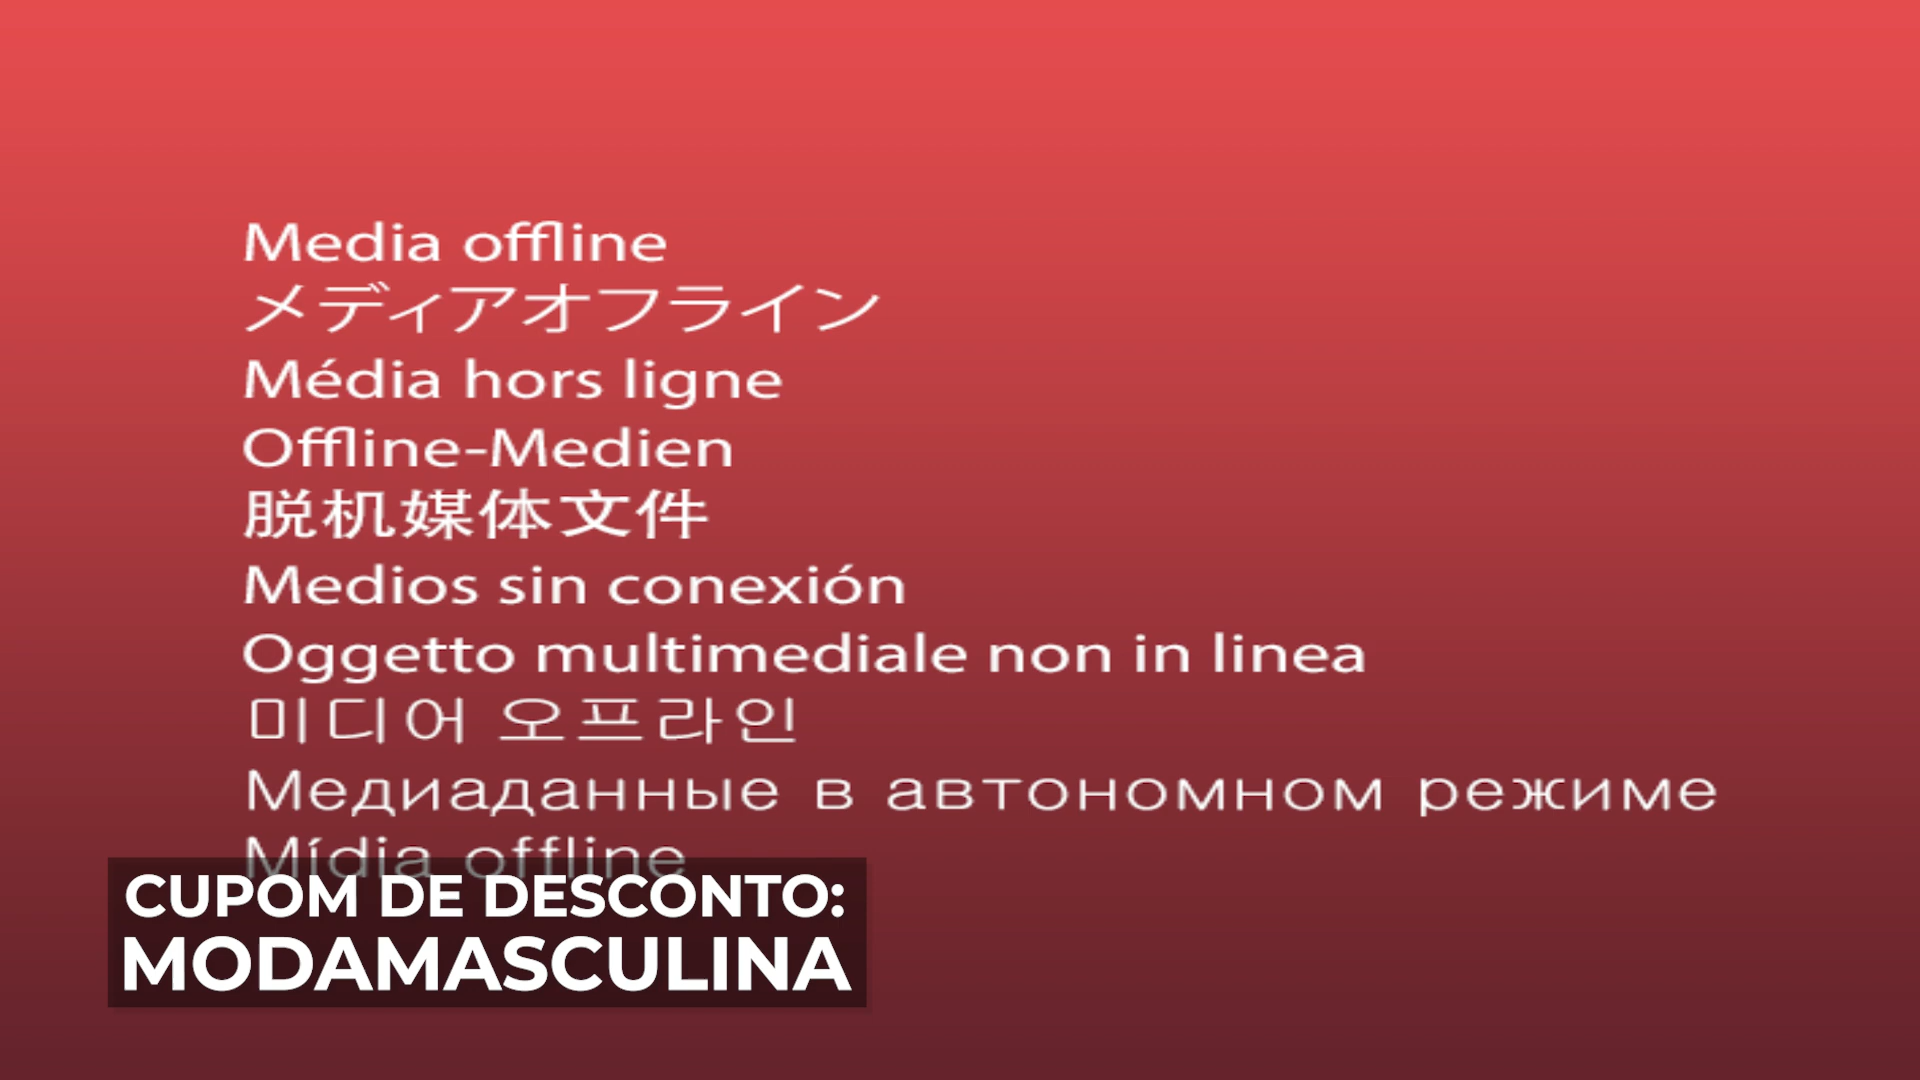 Media offline
メディアオフライン
Média hors ligne
Offline-Medien
脱机媒体文件
Medios sin conexión
Oggetto multimediale non in linea
미디어 오프라인
Медиаданные в автономном режиме
Mídia offline
CUPOM DE DESCONTO:
MODAMASCULINA